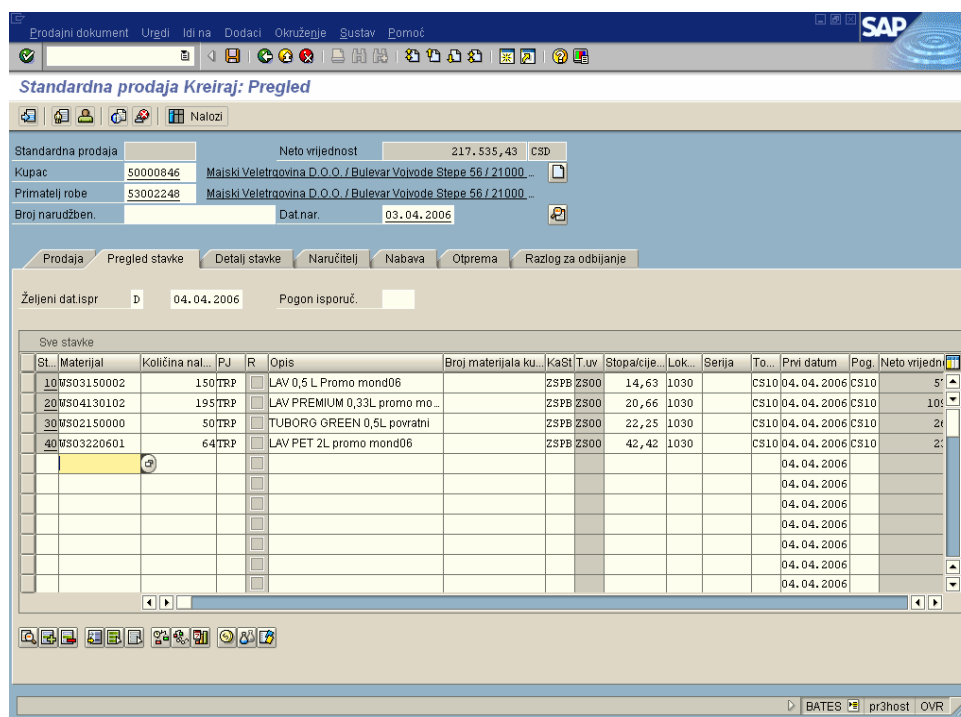 Prodajni dokument Uredi Idi na Dodaci Okruženje Sustav Pomoć
SAP
Standardna prodaja Kreiraj: Pregled
Nalozi
Standardna prodaja Neto vrijednost 217.535,43 CSD
Kupac 50000846 Majski Veletrgovina D.O.O. / Bulevar Vojvode Stepe 56 / 21000 ...
Primatelj robe 53002248 Majski Veletrgovina D.O.O. / Bulevar Vojvode Stepe 56 / 21000 ...
Broj narudžben. Dat.nar. 03.04.2006
Prodaja Pregled stavke Detalj stavke Naručitelj Nabava Otprema Razlog za odbijanje
Željeni dat.ispr D 04.04.2006 Pogon isporuč.
Sve stavke
St... Materijal Količina nal... PJ R Opis Broj materijala ku... KaSt T.uv Stopa/cije... Lok... Serija To... Prvi datum Pog. Neto vrijedn
10 WS03150002 150 TRP LAV 0,5 L Promo mond06 ZSPB ZS00 14,63 1030 CS10 04.04.2006 CS10
20 WS04130102 195 TRP LAV PREMIUM 0,33L promo mo... ZSPB ZS00 20,66 1030 CS10 04.04.2006 CS10
30 WS02150000 50 TRP TUBORG GREEN 0,5L povratni ZSPB ZS00 22,25 1030 CS10 04.04.2006 CS10
40 WS03220601 64 TRP LAV PET 2L promo mond06 ZSPB ZS00 42,42 1030 CS10 04.04.2006 CS10
04.04.2006
04.04.2006
04.04.2006
04.04.2006
04.04.2006
04.04.2006
04.04.2006
BATES pr3host OVR